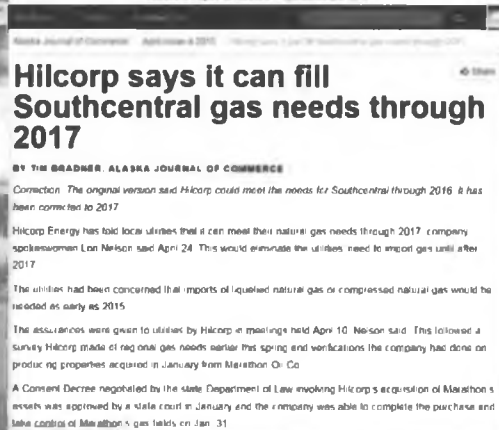 Alaska Journal of Commerce April Issue 4 2013
Share
Hilcorp says it can fill
Southcentral gas needs through
2017
BY TIM BRADNER, ALASKA JOURNAL OF COMMERCE
Correction: The original version said Hilcorp could meet the needs for Southcentral through 2016. It has
been corrected to 2017.
Hilcorp Energy has told local utilities that it can meet their natural gas needs through 2017, company
spokeswoman Lori Nelson said April 24. This would eliminate the utilities' need to import gas until after
2017.
The utilities had been concerned that imports of liquefied natural gas or compressed natural gas would be
needed as early as 2015.
The assurances were given to utilities by Hilcorp in meetings held April 10, Nelson said. This followed a
survey Hilcorp made of regional gas needs earlier this spring and verifications the company had done on
producing properties acquired in January from Marathon Oil Co.
A Consent Decree negotiated by the state Department of Law involving Hilcorp's acquisition of Marathon's
assets was approved by a state court in January and the company was able to complete the purchase and
take control of Marathon's gas fields on Jan. 31.